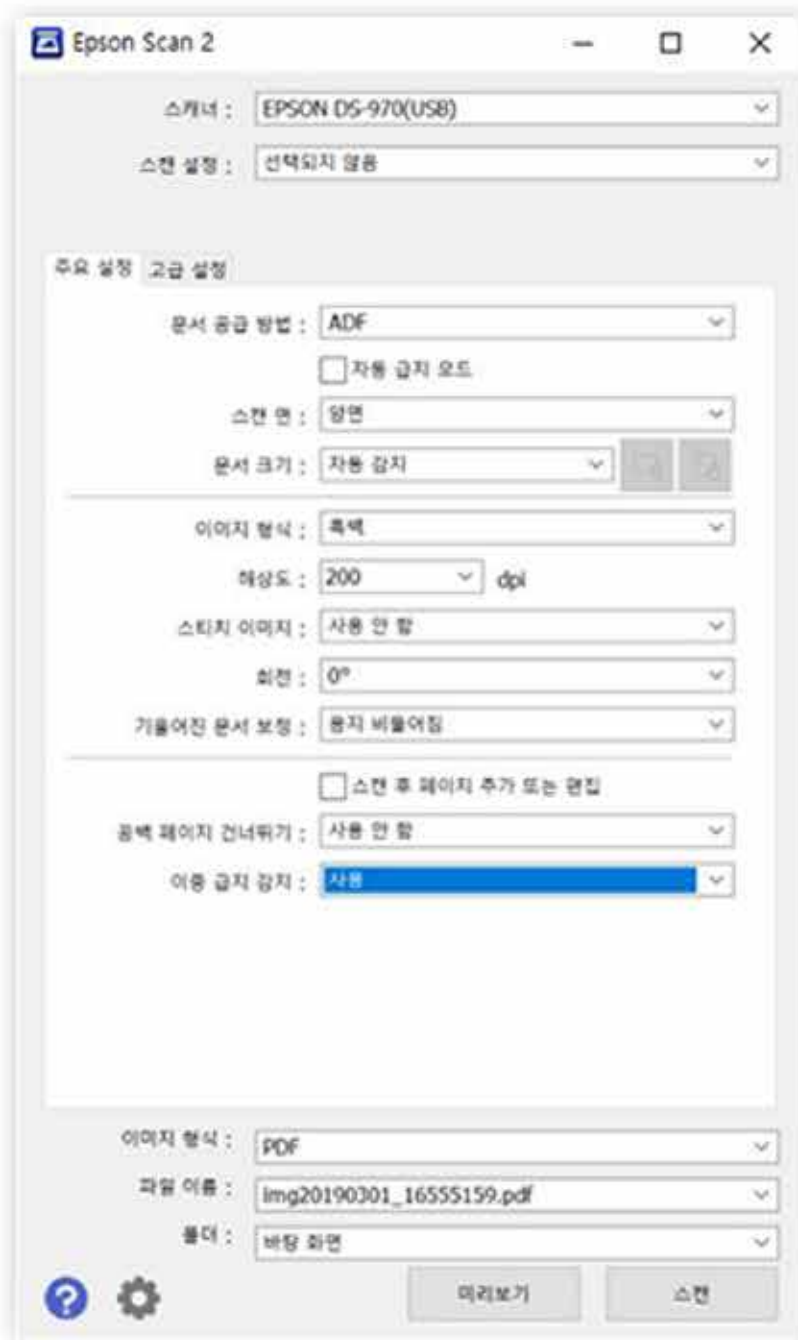 Epson Scan 2
스캐너 : EPSON DS-970(USB)
스캔 설정 : 선택되지 않음
주요 설정 고급 설정
문서 공급 방법 : ADF
자동 급지 모드
스캔 면 : 양면
문서 크기 : 자동 감지
이미지 형식 : 흑백
해상도 : 200 dpi
스티치 이미지 : 사용 안 함
회전 : 0°
기울어진 문서 보정 : 용지 비뚤어짐
스캔 후 페이지 추가 또는 편집
공백 페이지 건너뛰기 : 사용 안 함
이중 급지 감지 : 사용
이미지 형식 : PDF
파일 이름 : img20190301_16555159.pdf
폴더 : 바탕 화면
?
미리보기 스캔